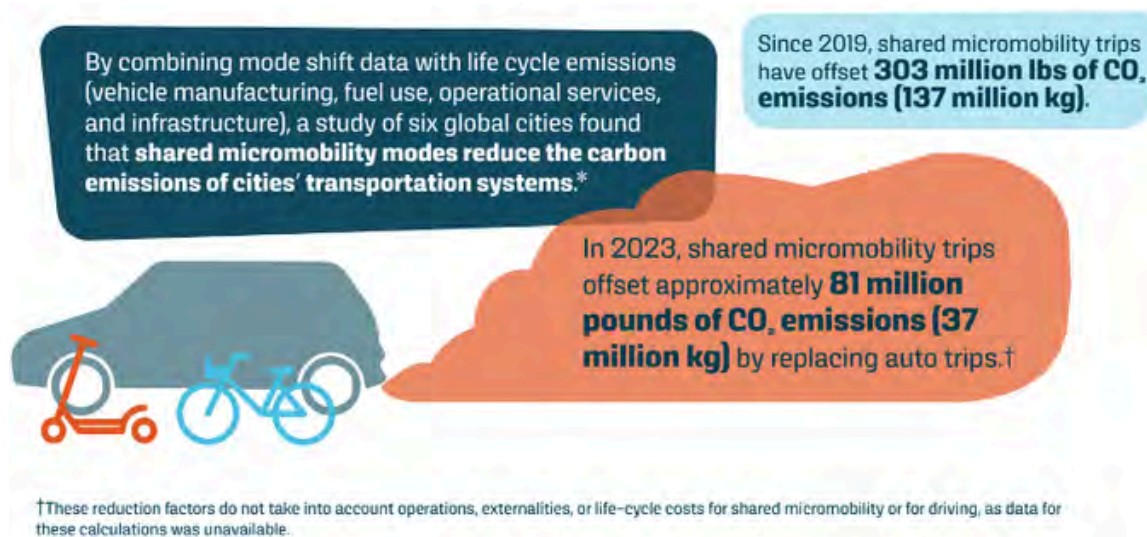 By combining mode shift data with life cycle emissions
(vehicle manufacturing, fuel use, operational services,
and infrastructure), a study of six global cities found
that shared micromobility modes reduce the carbon
emissions of cities' transportation systems.*
Since 2019, shared micromobility trips
have offset 303 million lbs of CO₂
emissions (137 million kg).
In 2023, shared micromobility trips
offset approximately 81 million
pounds of CO₂ emissions (37
million kg) by replacing auto trips.†
†These reduction factors do not take into account operations, externalities, or life-cycle costs for shared micromobility or for driving, as data for
these calculations was unavailable.